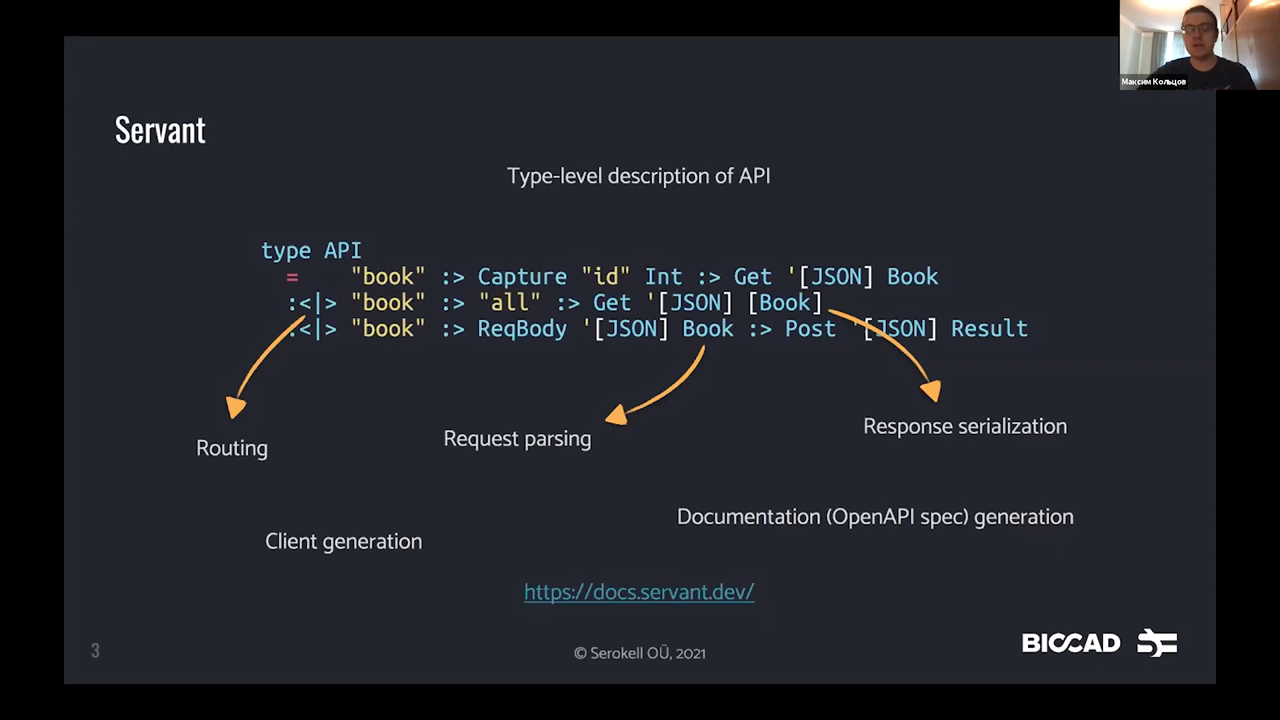 Максим Кольцов
Servant
Type-level description of API
type API
= "book" :> Capture "id" Int :> Get '[JSON] Book
:<|> "book" :> "all" :> Get '[JSON] [Book]
:<|> "book" :> ReqBody '[JSON] Book :> Post '[JSON] Result
Routing
Request parsing
Response serialization
Client generation
Documentation (OpenAPI spec) generation
https://docs.servant.dev/
3
© Serokell OÜ, 2021
BIOCAD